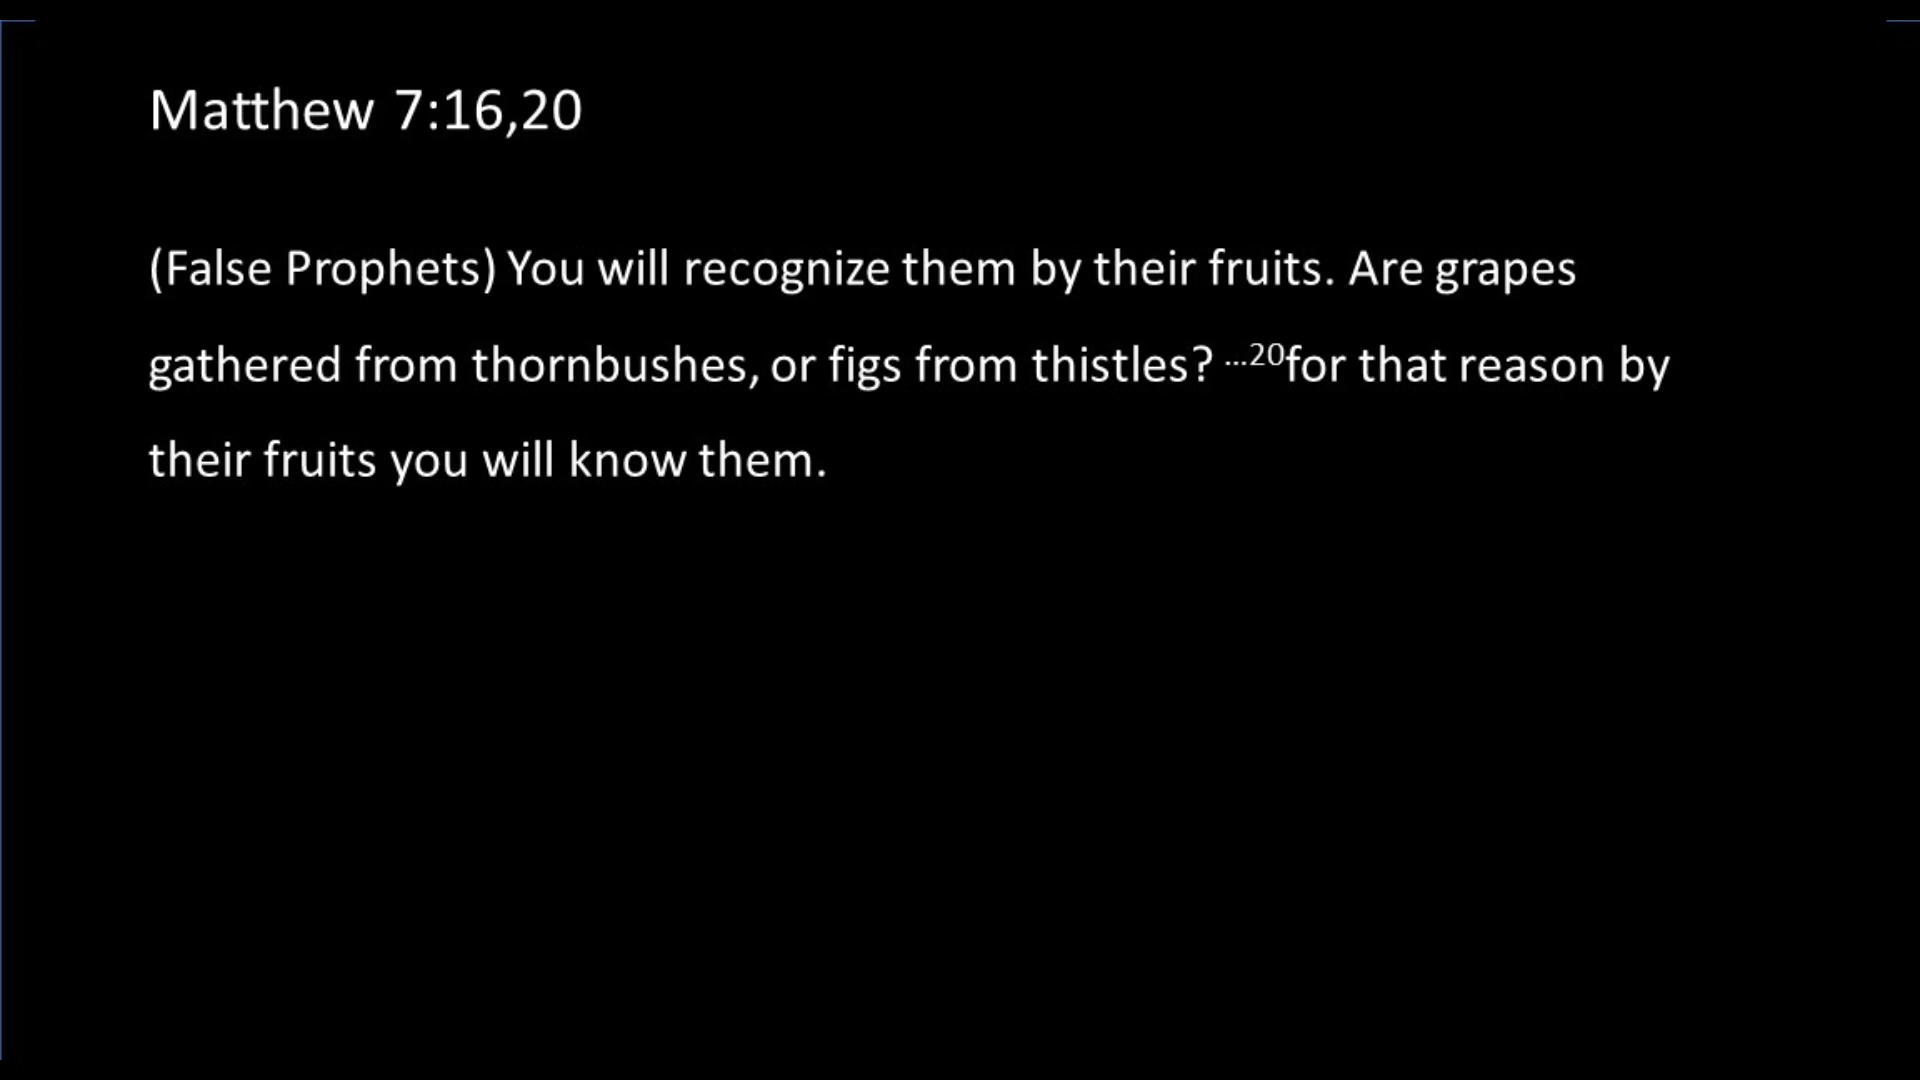 Matthew 7:16,20
(False Prophets) You will recognize them by their fruits. Are grapes
gathered from thornbushes, or figs from thistles? ...20for that reason by
their fruits you will know them.